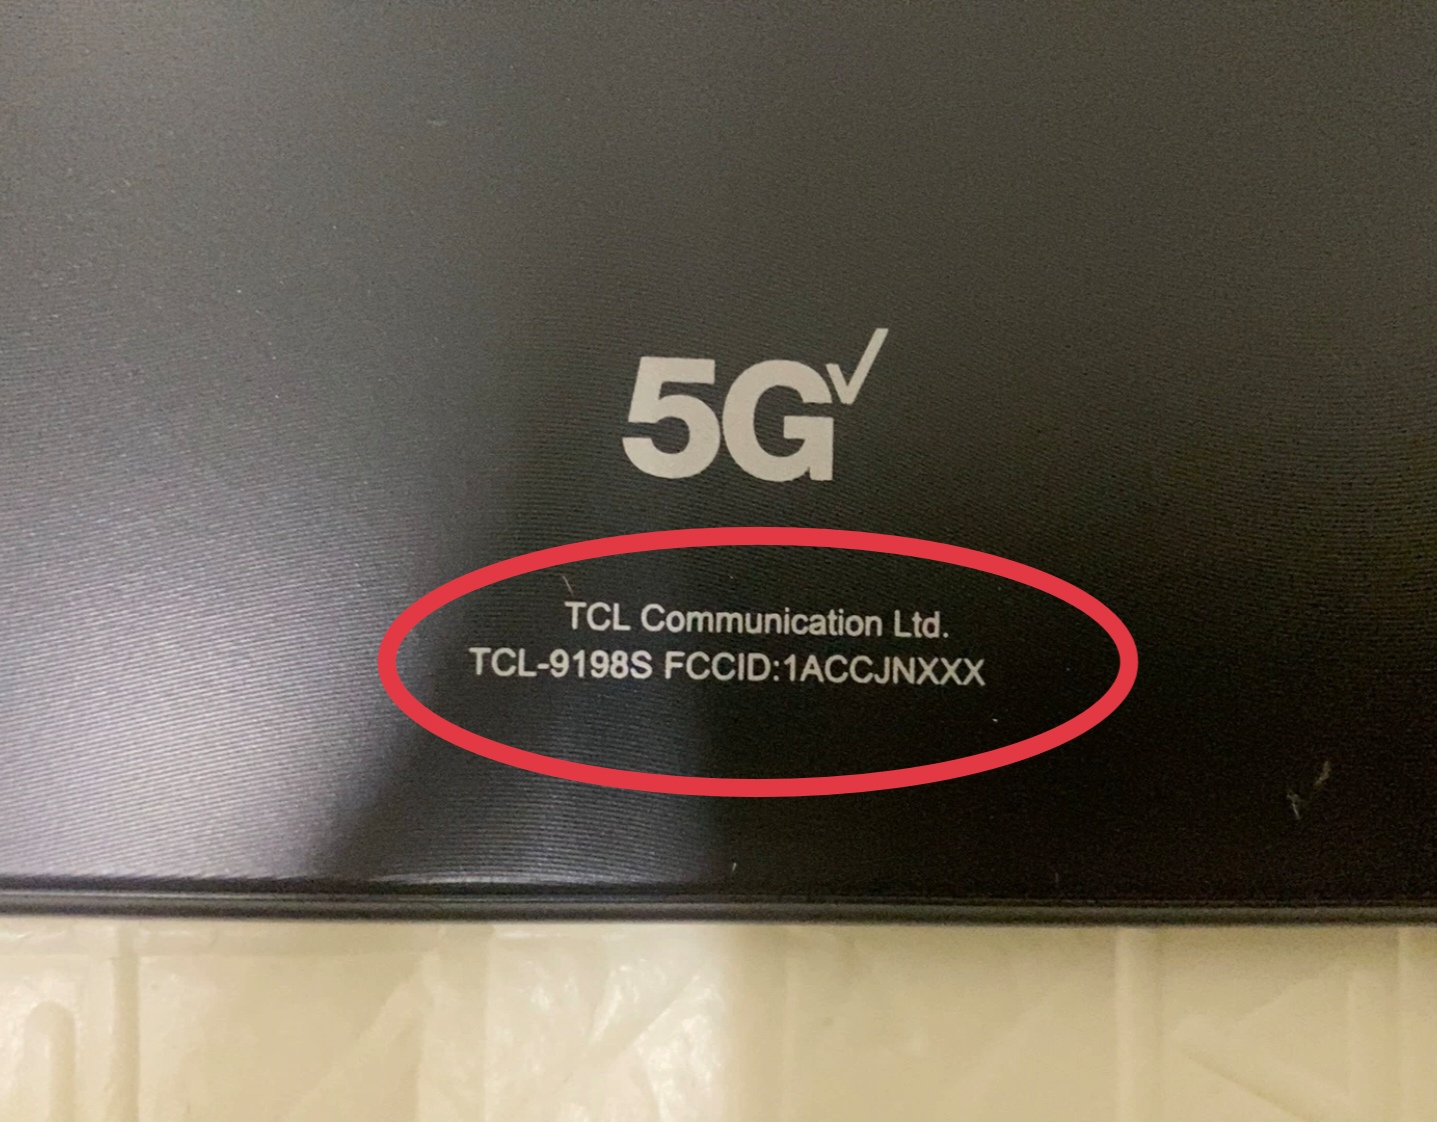 5G✓
TCL Communication Ltd.
TCL-9198S FCCID:1ACCJNXXX